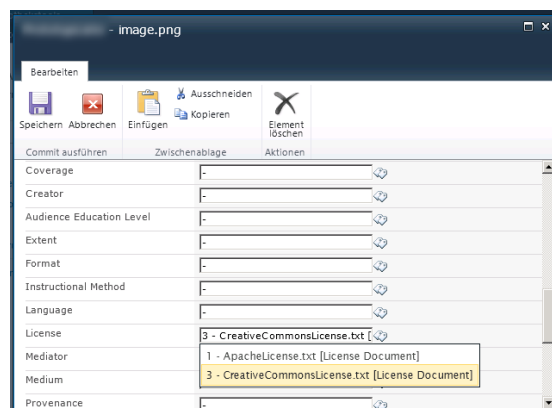 - image.png
Bearbeiten
Speichern Abbrechen Einfügen Ausschneiden Kopieren Element löschen
Commit ausführen Zwischenablage Aktionen
Coverage -
Creator -
Audience Education Level -
Extent -
Format -
Instructional Method -
Language -
License 3 - CreativeCommonsLicense.txt [
Mediator 1 - ApacheLicense.txt [License Document]
Medium 3 - CreativeCommonsLicense.txt [License Document]
Provenance -